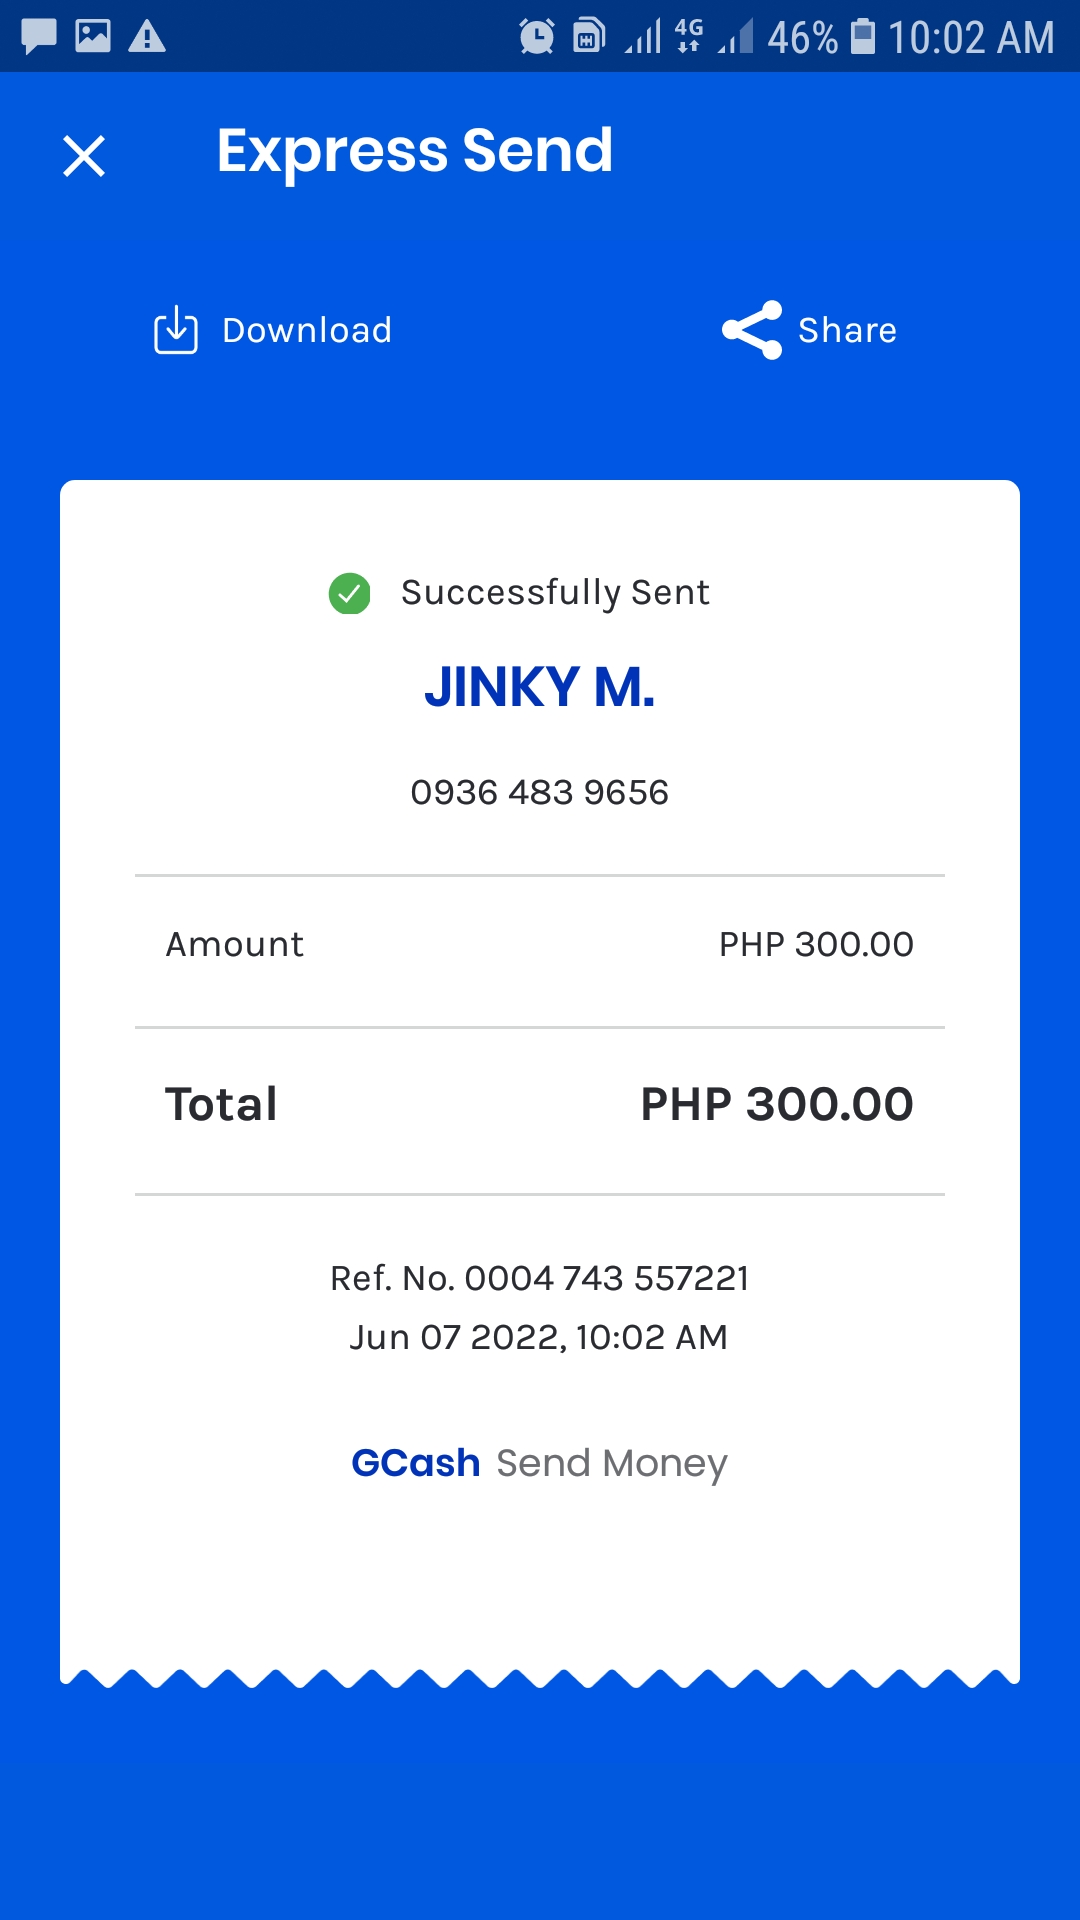 4G 46% 10:02 AM
Express Send
Download Share
Successfully Sent
JINKY M.
0936 483 9656
Amount PHP 300.00
Total PHP 300.00
Ref. No. 0004 743 557221
Jun 07 2022, 10:02 AM
GCash Send Money